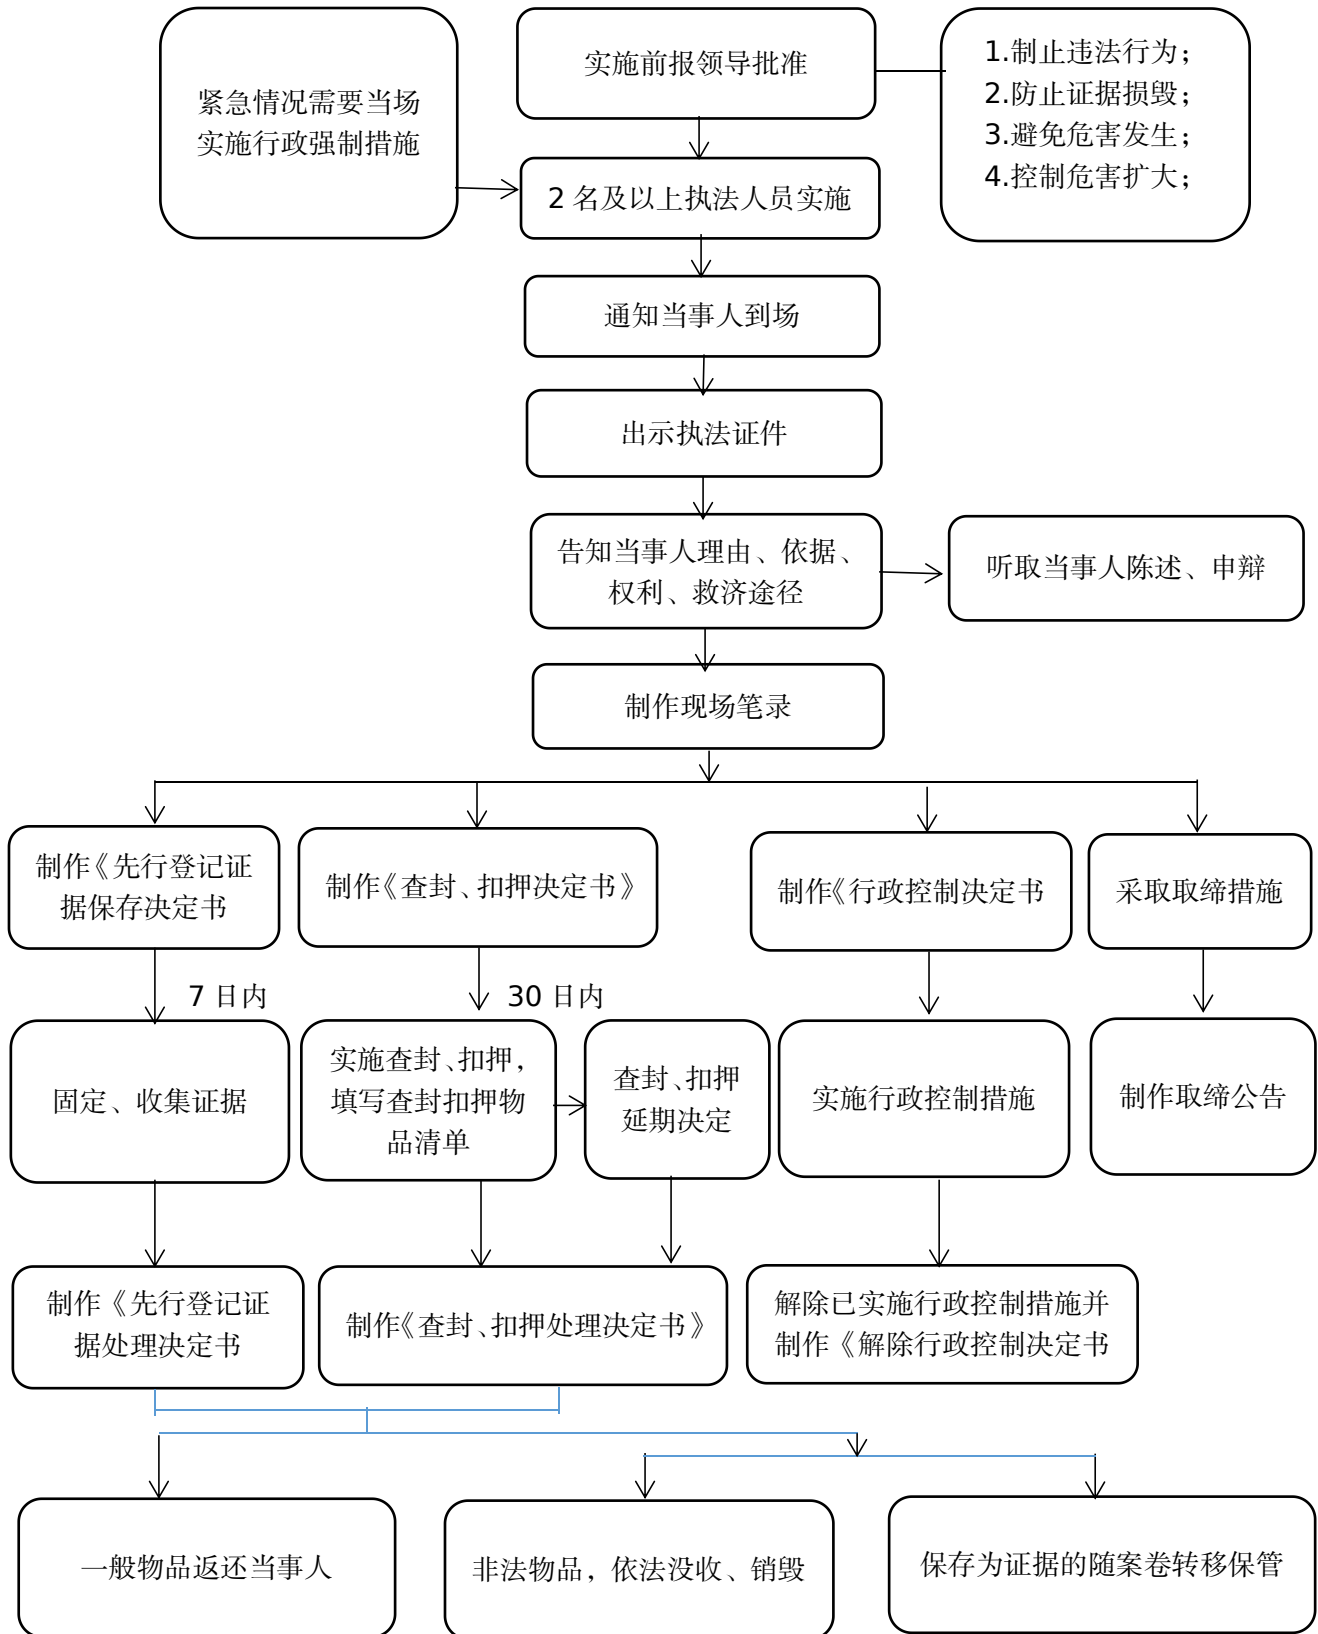 紧急情况需要当场
实施行政强制措施
实施前报领导批准
1.制止违法行为；
2.防止证据损毁；
3.避免危害发生；
4.控制危害扩大；
2 名及以上执法人员实施
通知当事人到场
出示执法证件
告知当事人理由、依据、
权利、救济途径
听取当事人陈述、申辩
制作现场笔录
制作《先行登记证
据保存决定书
制作《查封、扣押决定书》
制作《行政控制决定书
采取取缔措施
7 日内
30 日内
固定、收集证据
实施查封、扣押，
填写查封扣押物
品清单
查封、扣押
延期决定
实施行政控制措施
制作取缔公告
制作《先行登记证
据处理决定书
制作《查封、扣押处理决定书》
解除已实施行政控制措施并
制作《解除行政控制决定书
一般物品返还当事人
非法物品，依法没收、销毁
保存为证据的随案卷转移保管